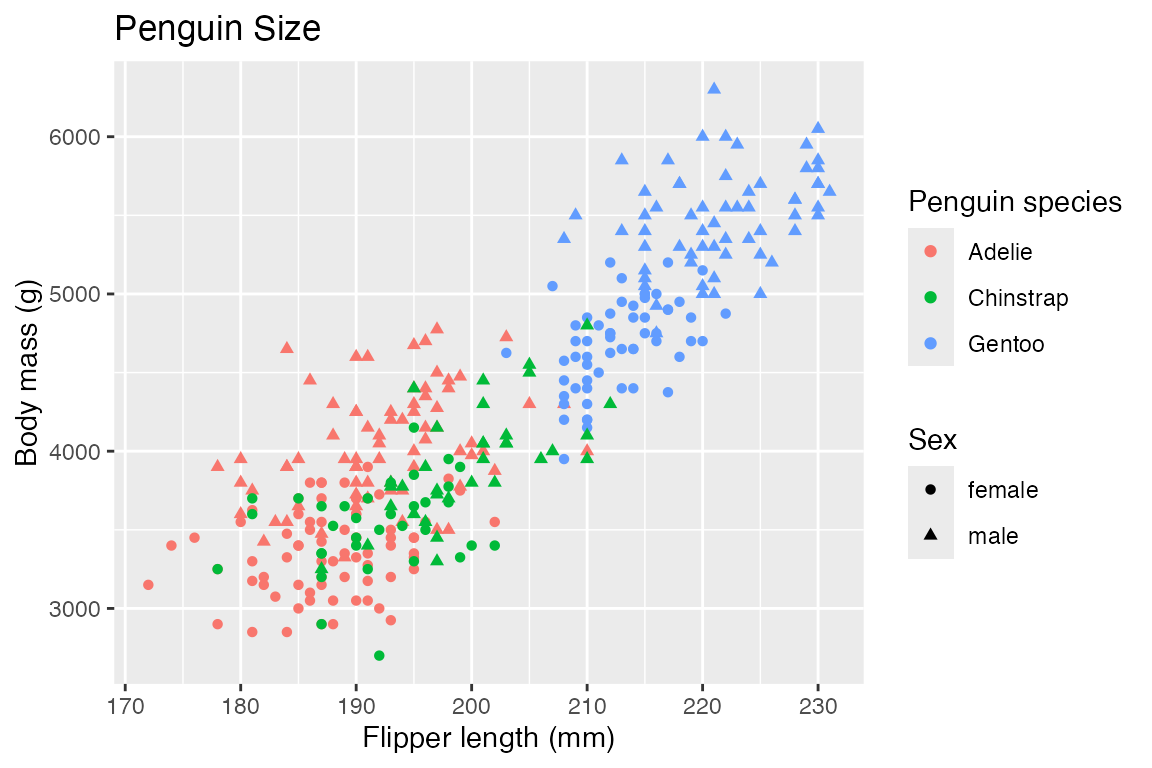 Penguin Size
Body mass (g)
6000
5000
4000
3000
170 180 190 200 210 220 230
Flipper length (mm)
Penguin species
Adelie
Chinstrap
Gentoo
Sex
female
male